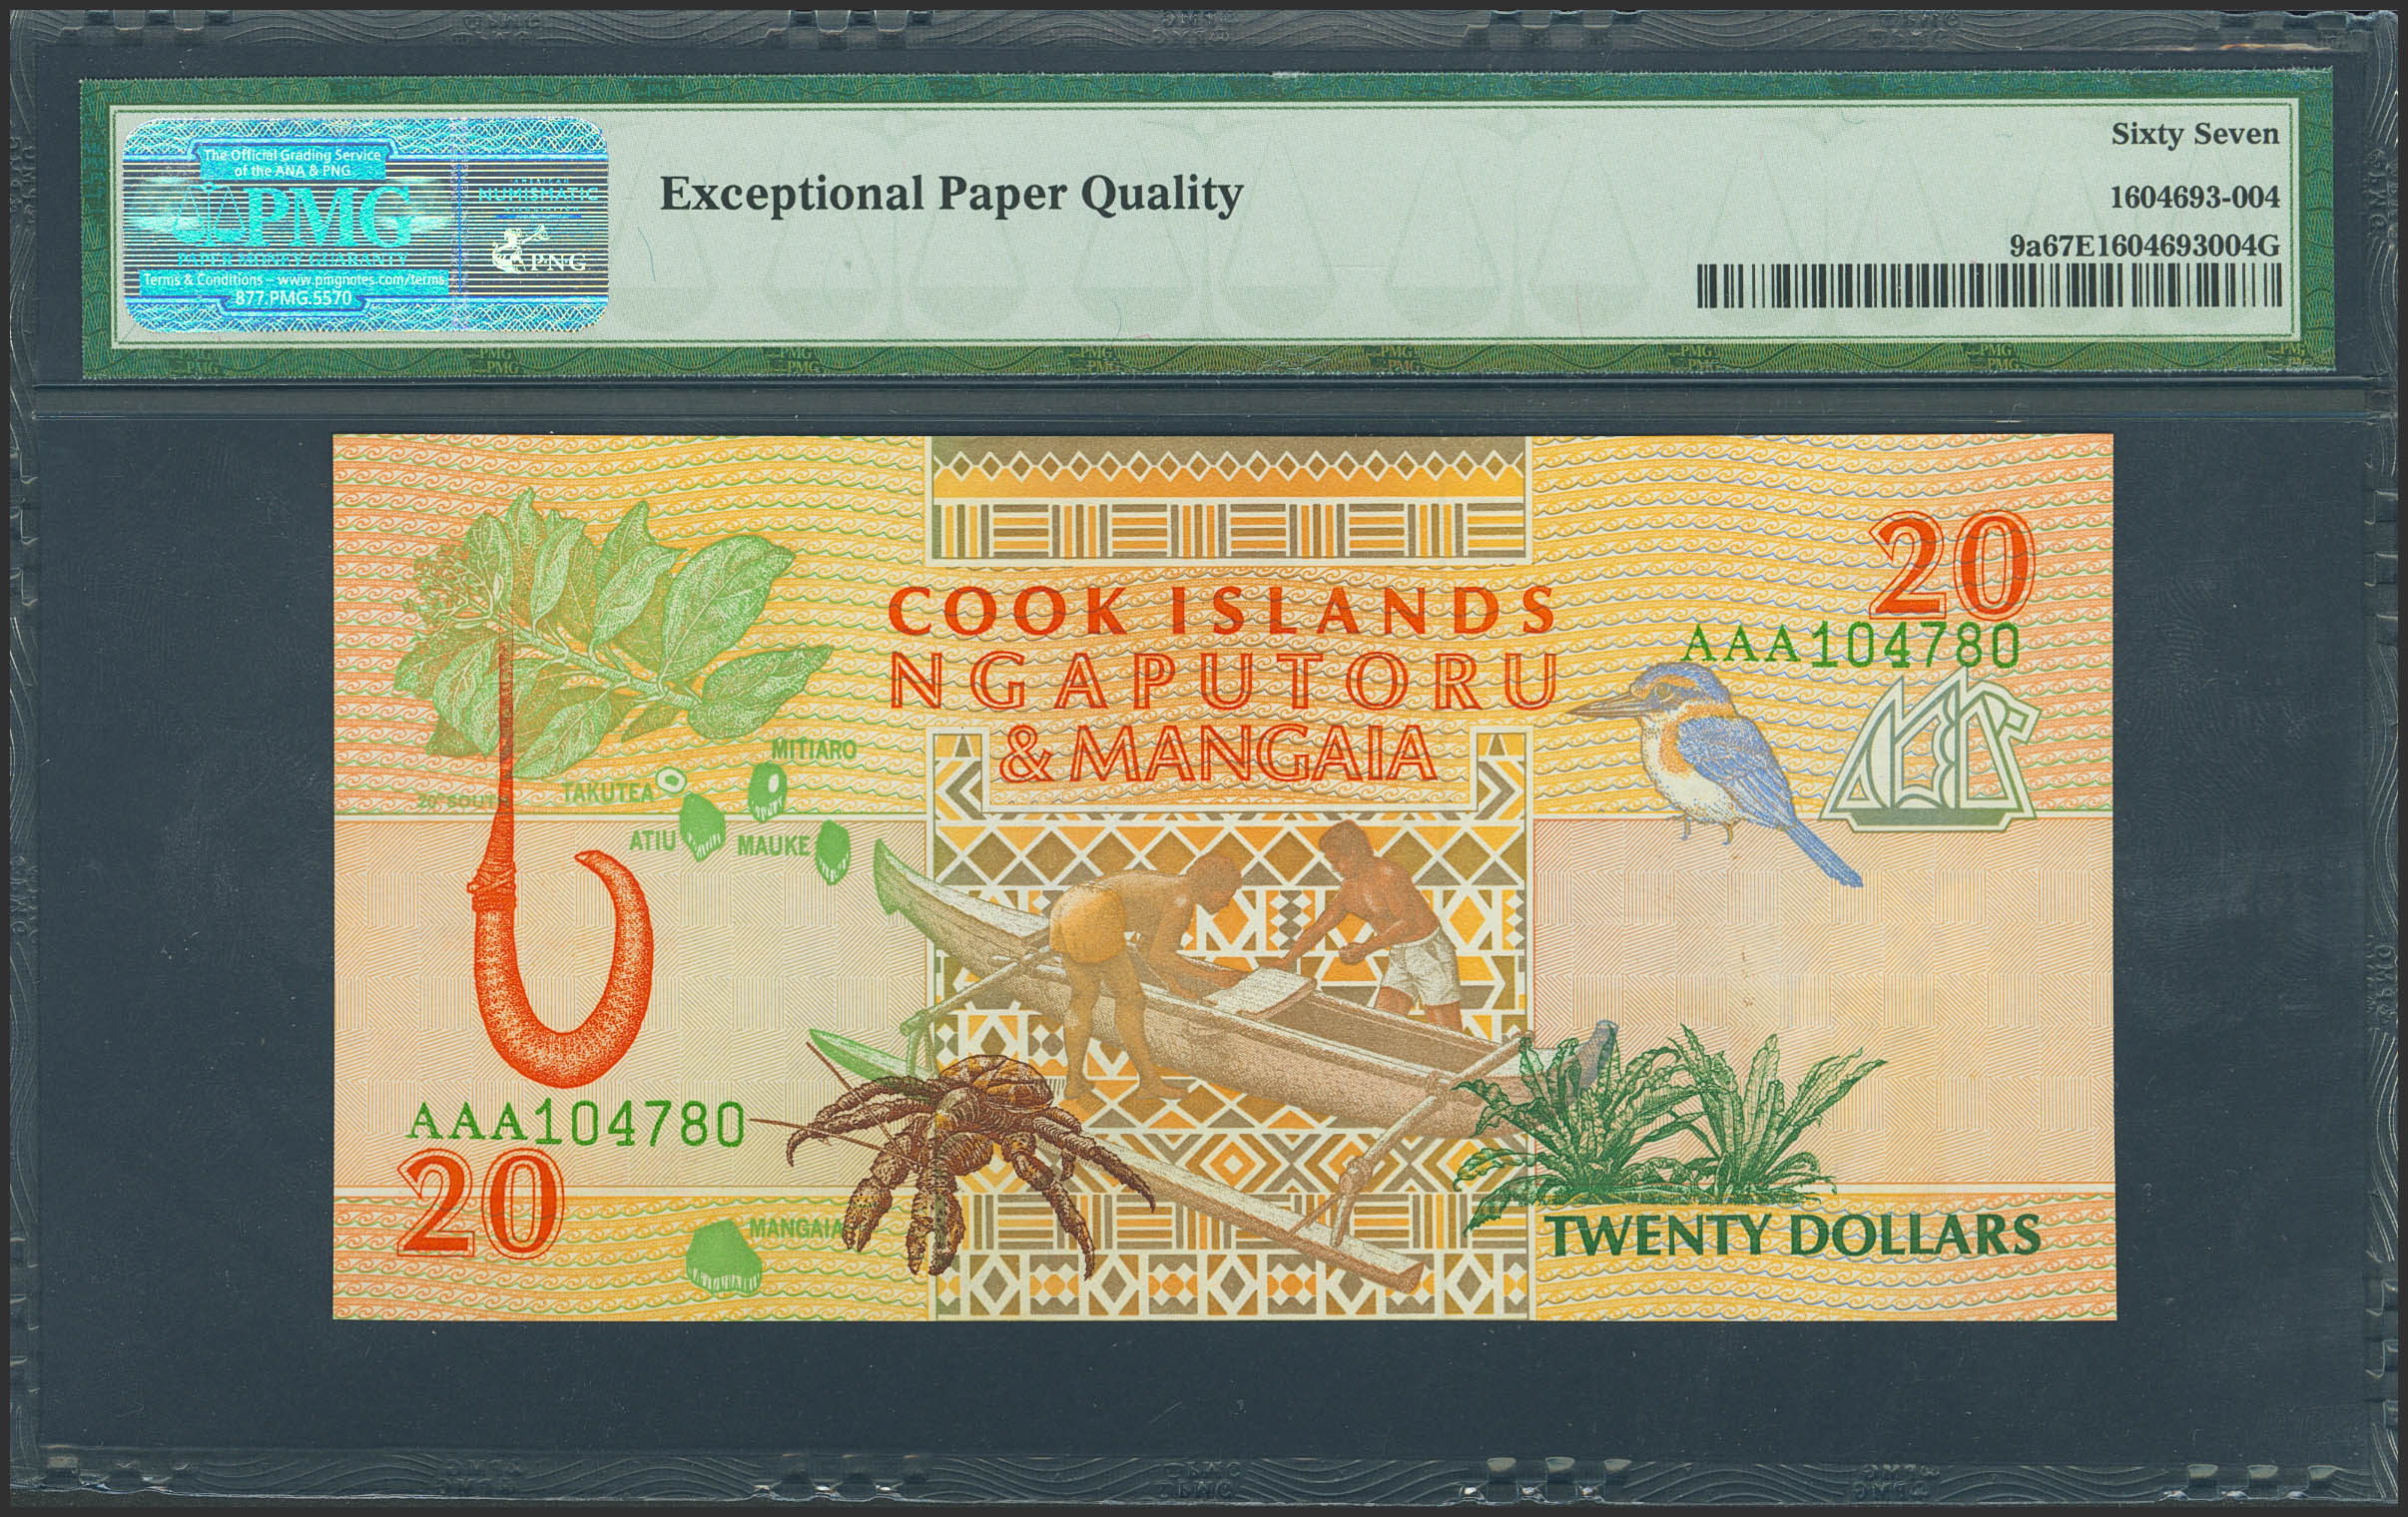 The Official Grading Service
of the ANA & PNG
PMG
PAPER MONEY GUARANTY
Terms & Conditions – www.pmgnotes.com/terms
877.PMG.5570
AMERICAN
NUMISMATIC
PNG
Exceptional Paper Quality
Sixty Seven
1604693-004
9a67E1604693004G
20
AAA104780
COOK ISLANDS
NGAPUTORU
& MANGAIA
MITIARO
TAKUTEA
20° SOUTH
ATIU
MAUKE
AAA104780
20
MANGAIA
TWENTY DOLLARS